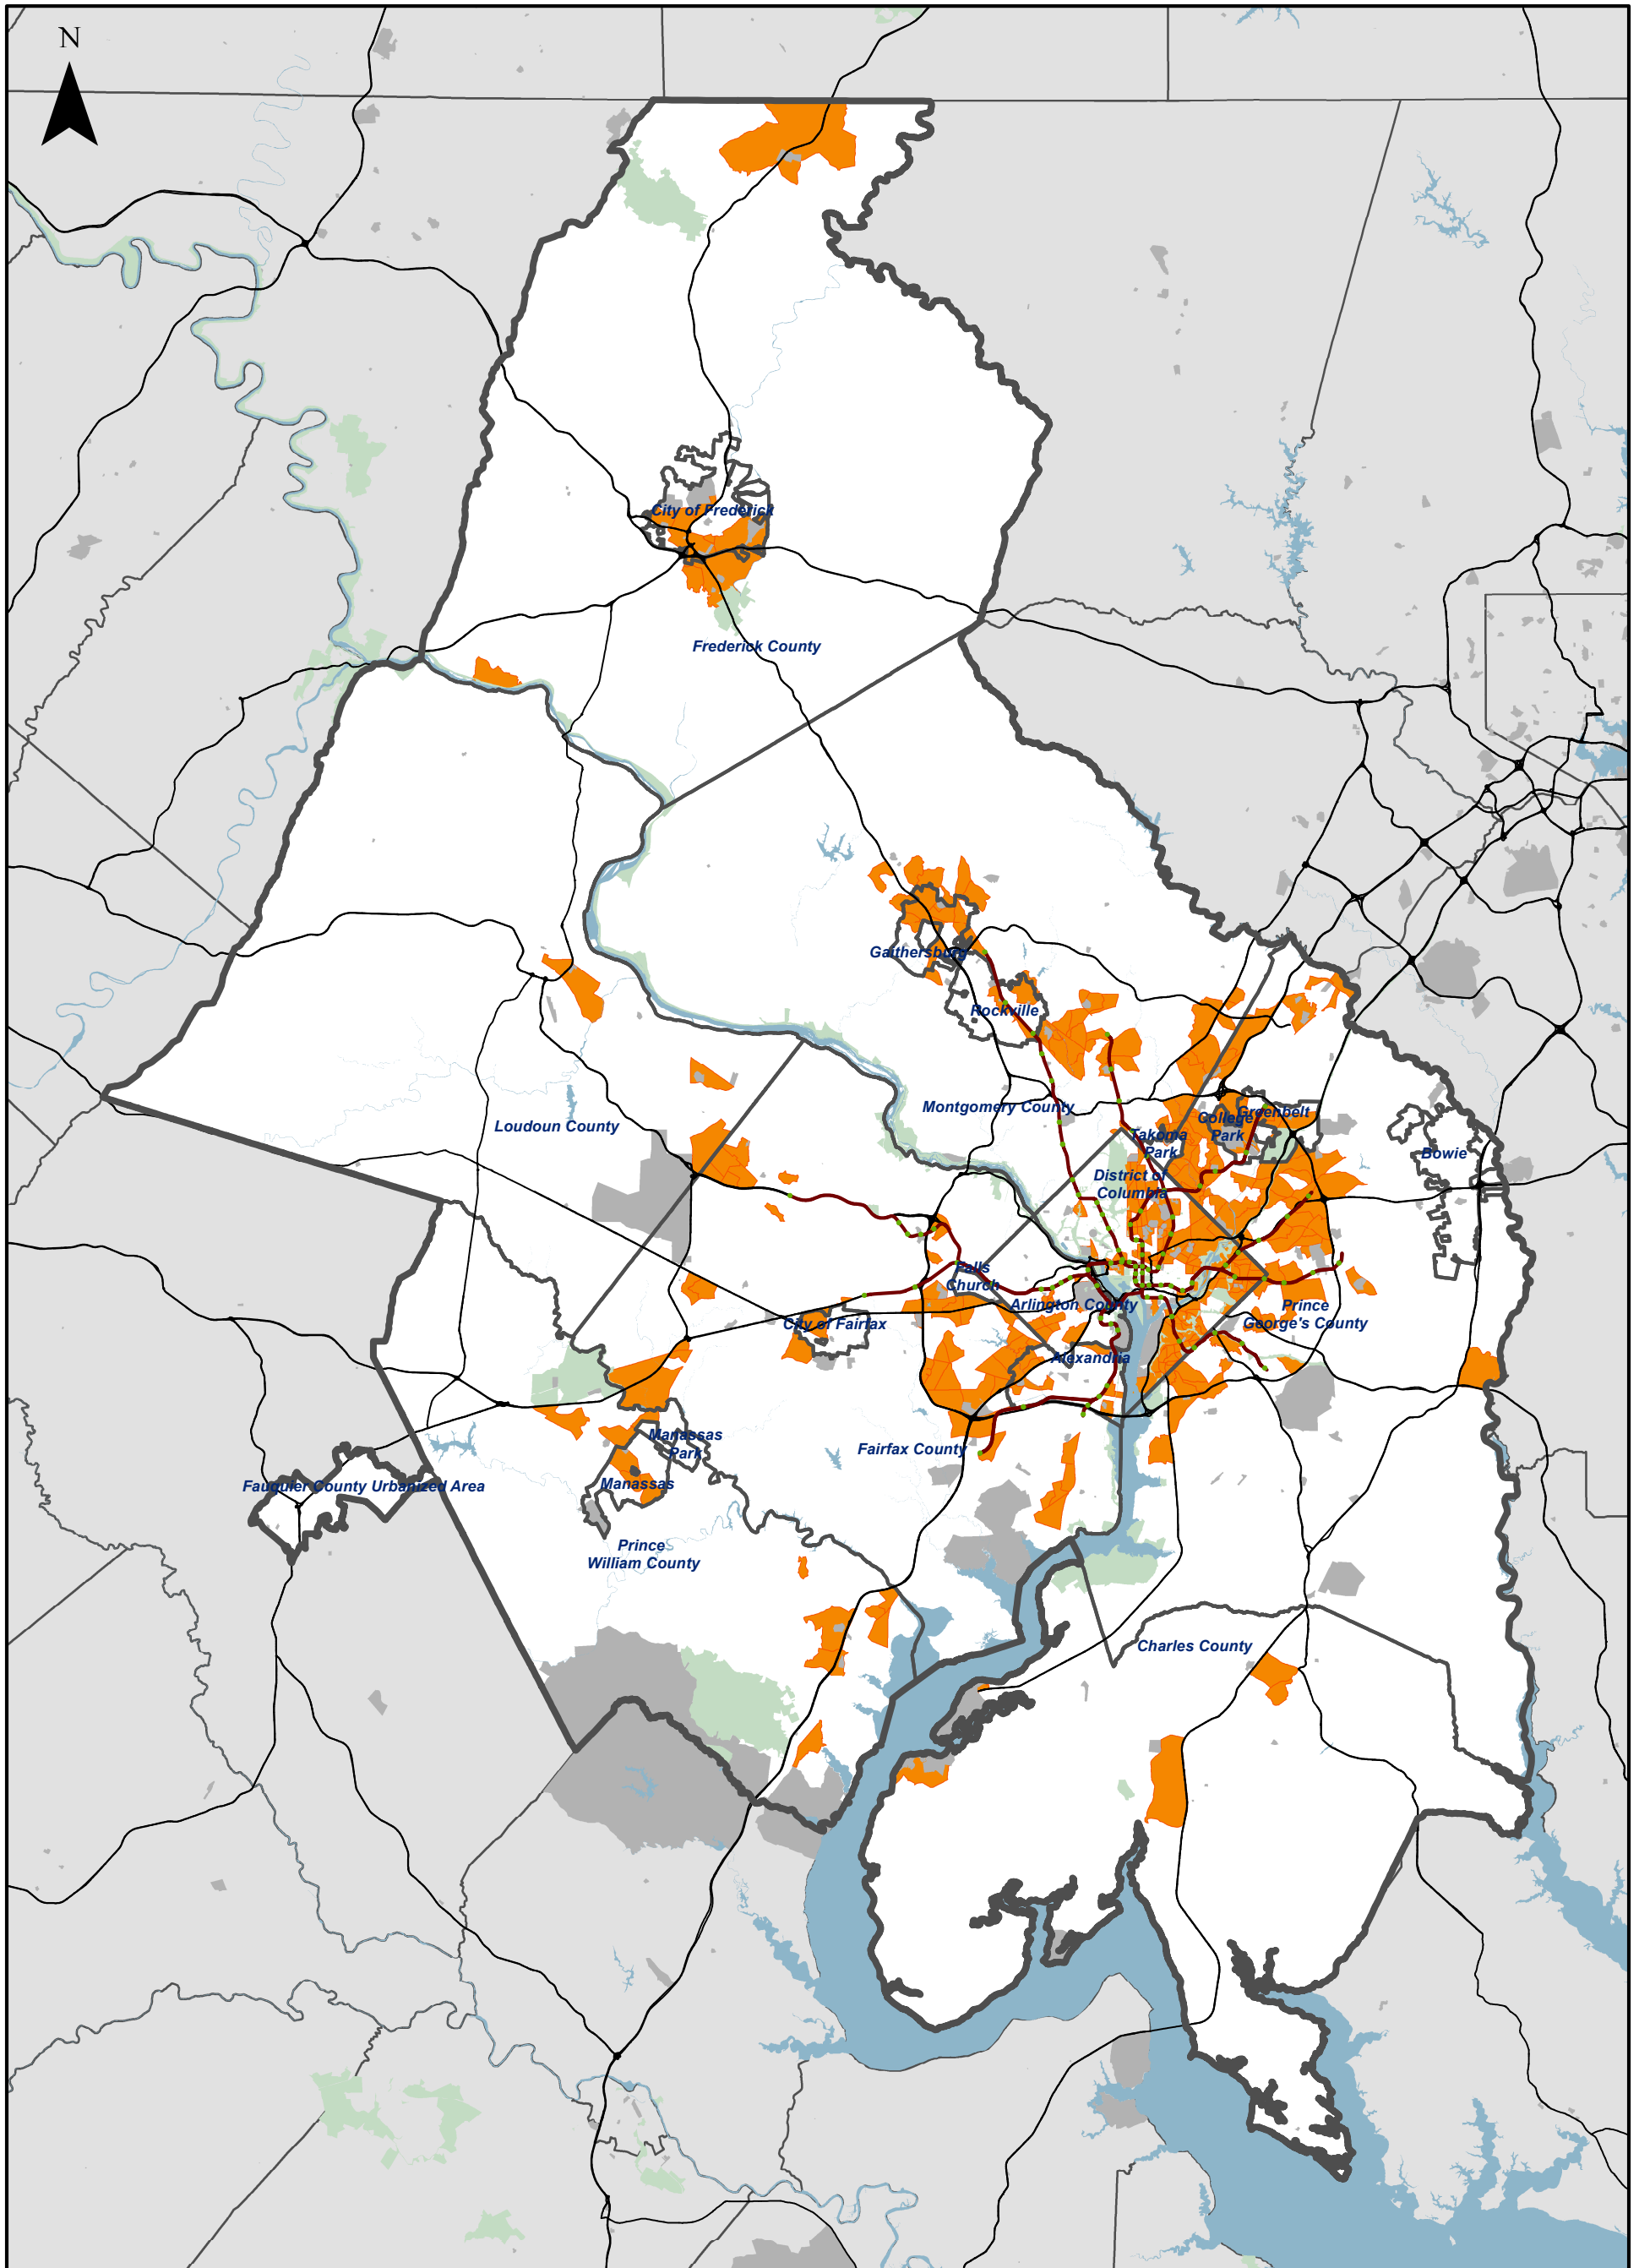 N
City of Frederick
Frederick County
Gaithersburg
Rockville
Montgomery County
Loudoun County
Greenbelt
College
Park
Takoma
Park
Bowie
District of
Columbia
Falls
Church
Arlington County
Prince
George's County
City of Fairfax
Alexandria
Manassas
Park
Fairfax County
Fauquier County Urbanized Area
Manassas
Prince
William County
Charles County